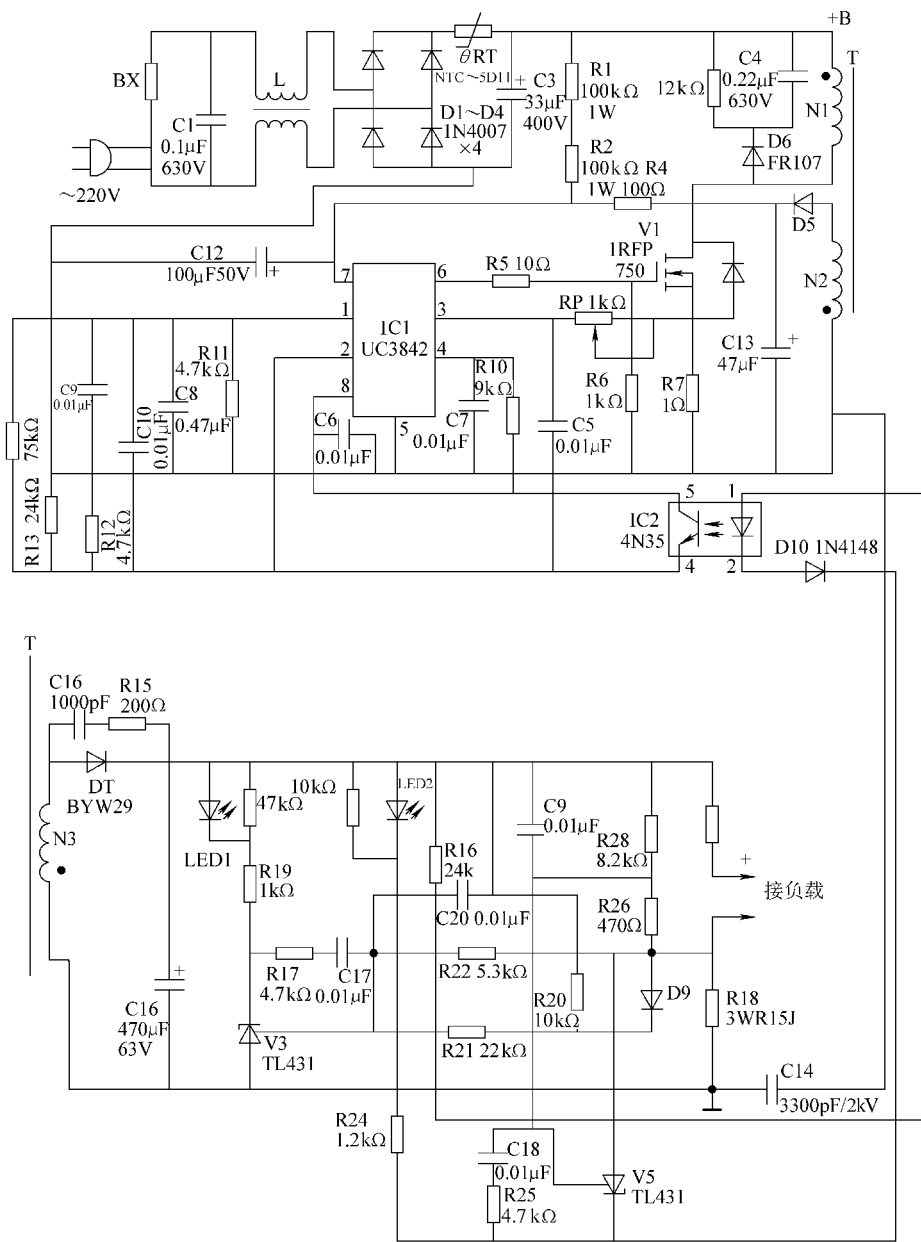 +B
BX
L
θRT
NTC~5D11
C3
33μF
400V
R1
100kΩ
1W
12kΩ
C4
0.22μF
630V
T
N1
C1
0.1μF
630V
D1~D4
1N4007
×4
R2
100kΩ
1W
R4
100Ω
D6
FR107
~220V
D5
V1
1RFP
750
C12
100μF50V
+
7
6
R5 10Ω
N2
1
3
RP 1kΩ
IC1
UC3842
2
4
8
5
C13
47μF
+
R11
4.7kΩ
C9
0.01μF
C8
0.47μF
C10
0.01μF
R10
9kΩ
R6
1kΩ
R7
1Ω
75kΩ
C6
0.01μF
C7
0.01μF
C5
0.01μF
R13 24kΩ
R12
4.7kΩ
5
1
IC2
4N35
4
2
D10 1N4148
T
C16
1000pF
R15
200Ω
DT
BYW29
N3
LED1
47kΩ
10kΩ
LED2
C9
0.01μF
R28
8.2kΩ
R19
1kΩ
R16
24k
C20 0.01μF
R26
470Ω
+
接负载
R17
4.7kΩ
C17
0.01μF
R22 5.3kΩ
R20
10kΩ
D9
R18
3WR15J
+
C16
470μF
63V
V3
TL431
R21 22kΩ
C14
3300pF/2kV
R24
1.2kΩ
C18
0.01μF
R25
4.7kΩ
V5
TL431